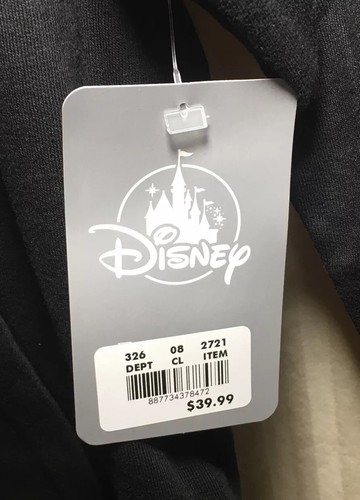 Disney
326 08 2721
DEPT CL ITEM
887734378472
$39.99